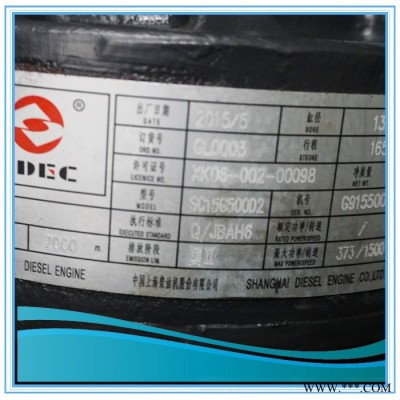 ®
DEC
出厂日期 2015/5 缸径 13
DATE BORE
订货号 GL0003 行程 165
ORD.NO. STROKE
许可证号 XK06-002-00098 净质量
LICENCE NO. NET WT.
型号 SC15G500D2 机号 G915500
MODEL SER. NO.
执行标准 Q/JBAH6 额定功率/转速 /
EXECUTED STANDARD RATED POWER/SPEED
2000 m 排放阶段 国II 最大功率/转速 373/1500
EMISSION LIM. MAX POWER/SPEED
DIESEL ENGINE 中国上海柴油机股份有限公司 SHANGHAI DIESEL ENGINE CO.,LTD
www.***.COM